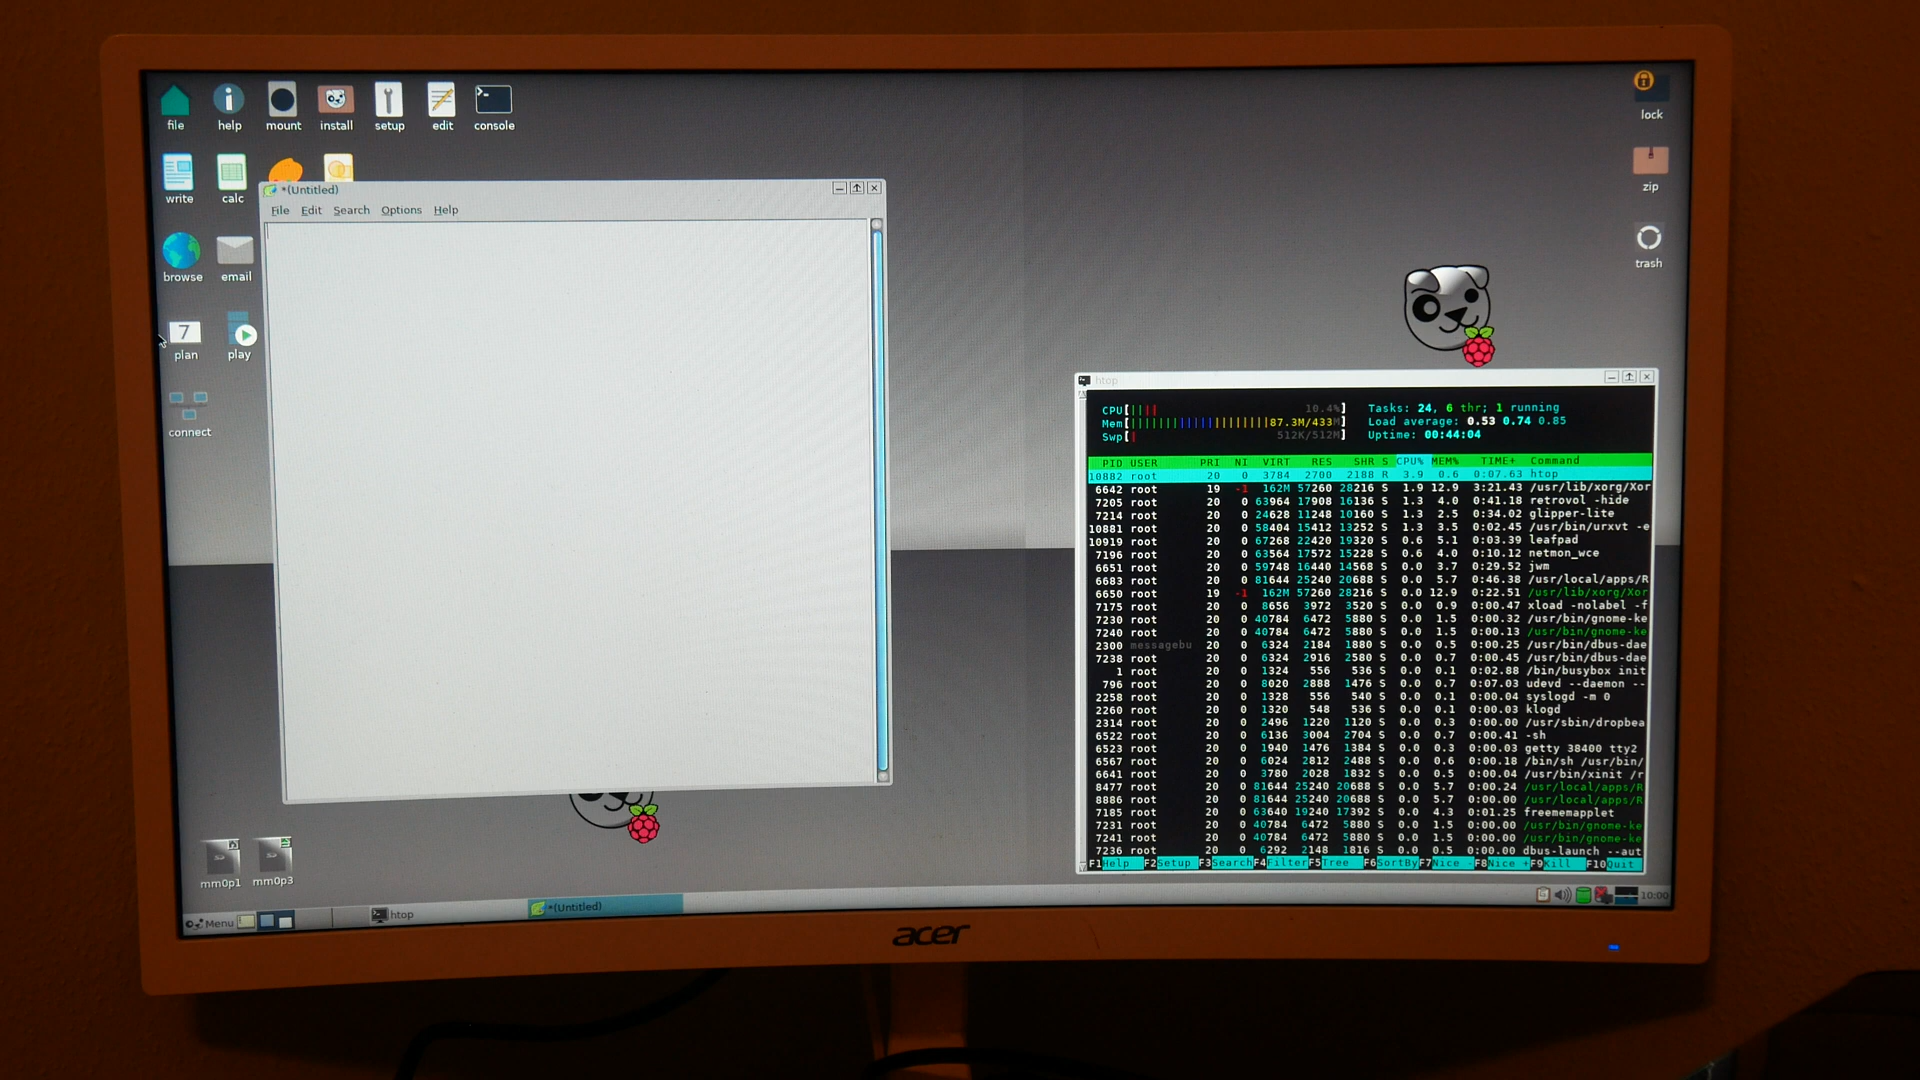 file help mount install setup edit console
lock
write calc
zip
browse email
trash
7
plan play
connect
*(Untitled)
File Edit Search Options Help
htop
CPU[||||| 10.4%] Tasks: 24, 6 thr; 1 running
Mem[ 87.3M/433M] Load average: 0.53 0.74 0.85
Swp[| 512K/512M] Uptime: 00:44:04
PID USER PRI NI VIRT RES SHR S CPU% MEM% TIME+ Command
10882 root 20 0 3784 2700 2188 R 3.9 0.6 0:07.63 htop
6642 root 19 -1 162M 57260 28216 S 1.9 12.9 3:21.43 /usr/lib/xorg/Xor
7205 root 20 0 63964 17908 16136 S 1.3 4.0 0:41.18 retrovol -hide
7214 root 20 0 24628 11248 10160 S 1.3 2.5 0:34.02 glipper-lite
10881 root 20 0 58404 15412 13252 S 1.3 3.5 0:02.45 /usr/bin/urxvt -e
10919 root 20 0 67268 22420 19320 S 0.6 5.1 0:03.39 leafpad
7196 root 20 0 63564 17572 15228 S 0.6 4.0 0:10.12 netmon_wce
6651 root 20 0 59748 16440 14568 S 0.0 3.7 0:29.52 jwm
6683 root 20 0 81644 25240 20688 S 0.0 5.7 0:46.38 /usr/local/apps/R
6650 root 19 -1 162M 57260 28216 S 0.0 12.9 0:22.51 /usr/lib/xorg/Xor
7175 root 20 0 8656 3972 3520 S 0.0 0.9 0:00.47 xload -nolabel -f
7230 root 20 0 40784 6472 5880 S 0.0 1.5 0:00.32 /usr/bin/gnome-ke
7240 root 20 0 40784 6472 5880 S 0.0 1.5 0:00.13 /usr/bin/gnome-ke
2300 messagebu 20 0 6324 2184 1880 S 0.0 0.5 0:00.25 /usr/bin/dbus-dae
7238 root 20 0 6324 2916 2580 S 0.0 0.7 0:00.45 /usr/bin/dbus-dae
1 root 20 0 1324 556 536 S 0.0 0.1 0:02.88 /bin/busybox init
796 root 20 0 8020 2888 1476 S 0.0 0.7 0:07.03 udevd --daemon --
2258 root 20 0 1328 556 540 S 0.0 0.1 0:00.04 syslogd -m 0
2260 root 20 0 1320 548 536 S 0.0 0.1 0:00.03 klogd
2314 root 20 0 2496 1220 1120 S 0.0 0.3 0:00.00 /usr/sbin/dropbea
6522 root 20 0 6136 3004 2704 S 0.0 0.7 0:00.41 -sh
6523 root 20 0 1940 1476 1384 S 0.0 0.3 0:00.03 getty 38400 tty2
6567 root 20 0 6024 2812 2488 S 0.0 0.6 0:00.18 /bin/sh /usr/bin/
6641 root 20 0 3780 2028 1832 S 0.0 0.5 0:00.04 /usr/bin/xinit /r
8477 root 20 0 81644 25240 20688 S 0.0 5.7 0:00.24 /usr/local/apps/R
8886 root 20 0 81644 25240 20688 S 0.0 5.7 0:00.00 /usr/local/apps/R
7185 root 20 0 63640 19240 17392 S 0.0 4.3 0:01.25 freememapplet
7231 root 20 0 40784 6472 5880 S 0.0 1.5 0:00.00 /usr/bin/gnome-ke
7241 root 20 0 40784 6472 5880 S 0.0 1.5 0:00.00 /usr/bin/gnome-ke
7236 root 20 0 6292 2148 1816 S 0.0 0.5 0:00.00 dbus-launch --aut
F1Help F2Setup F3Search F4Filter F5Tree F6SortBy F7Nice - F8Nice + F9Kill F10Quit
mm0p1 mm0p3
Menu htop *(Untitled) 10:00
acer